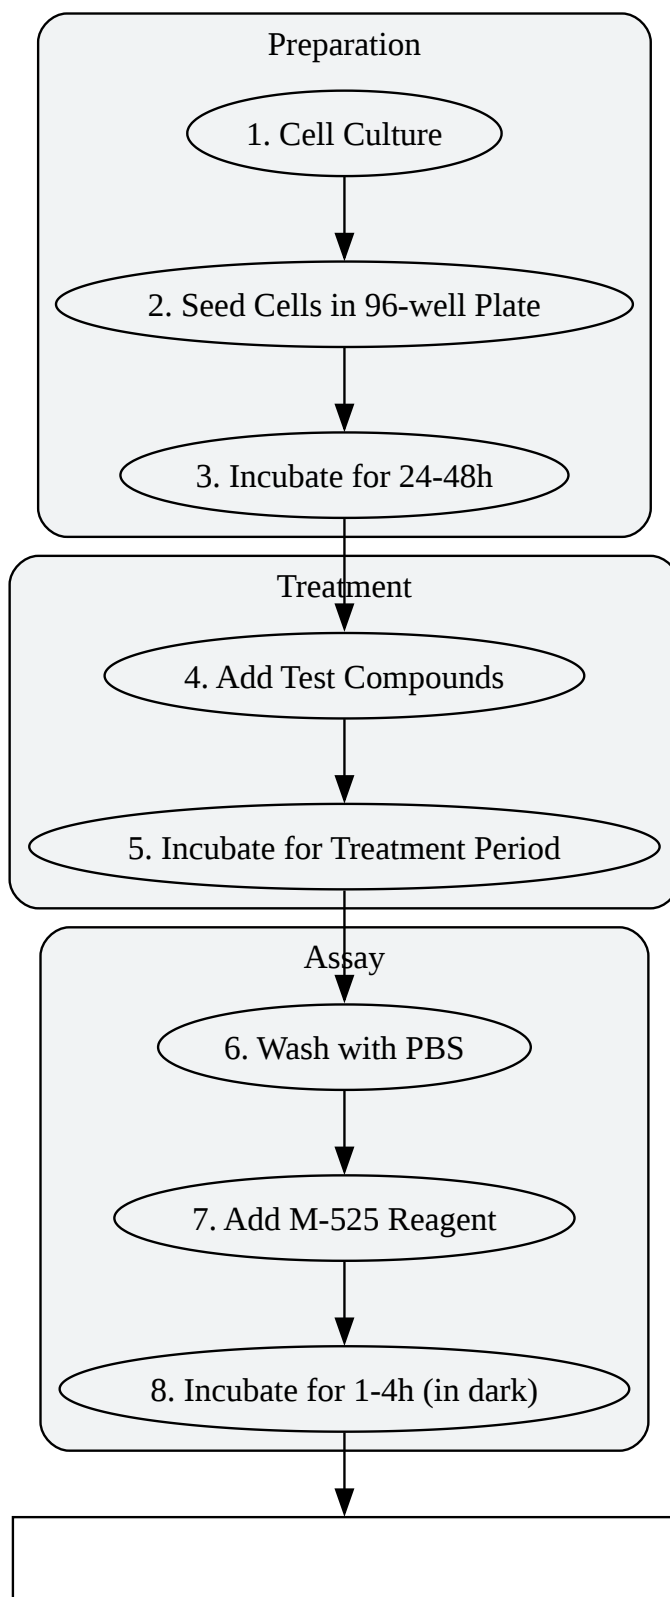 Preparation
1. Cell Culture
2. Seed Cells in 96-well Plate
3. Incubate for 24-48h
Treatment
4. Add Test Compounds
5. Incubate for Treatment Period
Assay
6. Wash with PBS
7. Add M-525 Reagent
8. Incubate for 1-4h (in dark)